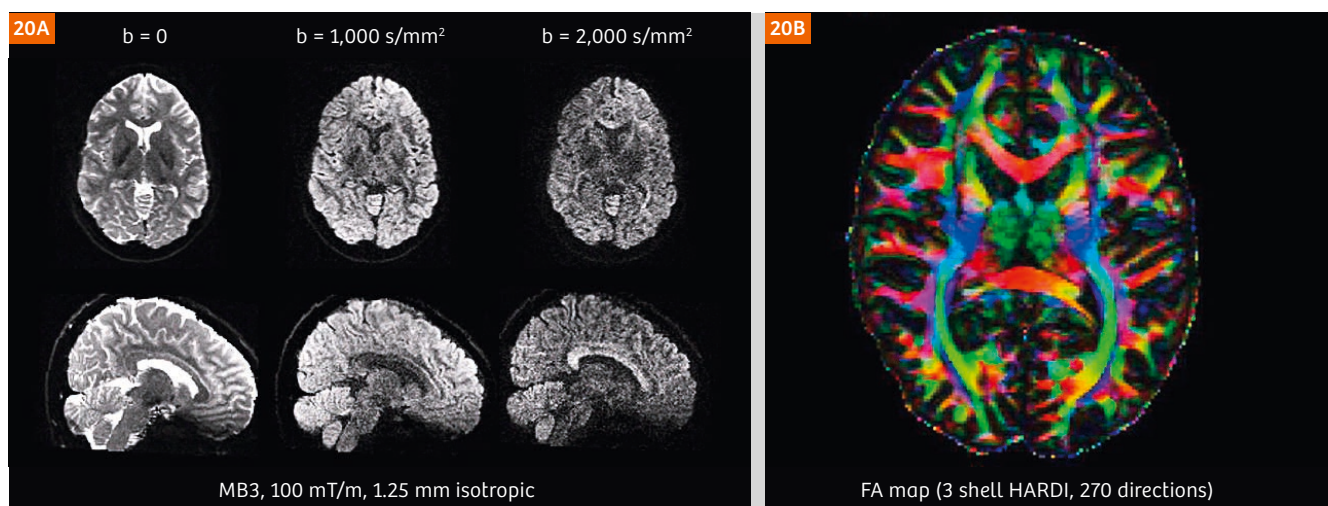 20A
b = 0
b = 1,000 s/mm²
b = 2,000 s/mm²
MB3, 100 mT/m, 1.25 mm isotropic
20B
FA map (3 shell HARDI, 270 directions)